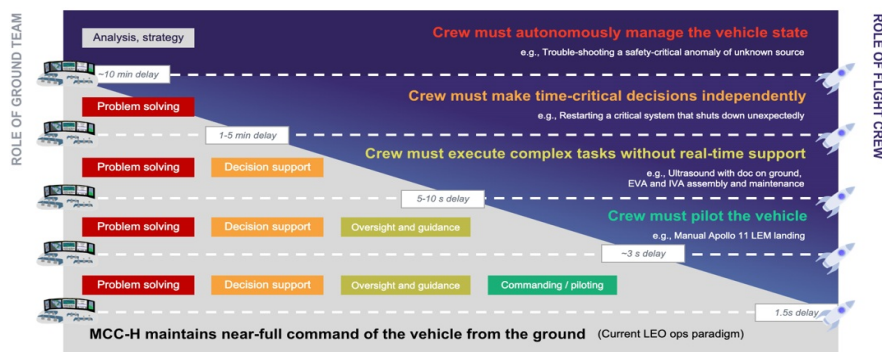 ROLE OF GROUND TEAM
ROLE OF FLIGHT CREW
Analysis, strategy
Crew must autonomously manage the vehicle state
e.g., Trouble-shooting a safety-critical anomaly of unknown source
~10 min delay
Crew must make time-critical decisions independently
Problem solving
e.g., Restarting a critical system that shuts down unexpectedly
1-5 min delay
Crew must execute complex tasks without real-time support
Problem solving
Decision support
e.g., Ultrasound with doc on ground,
EVA and IVA assembly and maintenance
5-10 s delay
Crew must pilot the vehicle
Problem solving
Decision support
Oversight and guidance
e.g., Manual Apollo 11 LEM landing
~3 s delay
Problem solving
Decision support
Oversight and guidance
Commanding / piloting
1.5s delay
MCC-H maintains near-full command of the vehicle from the ground (Current LEO ops paradigm)